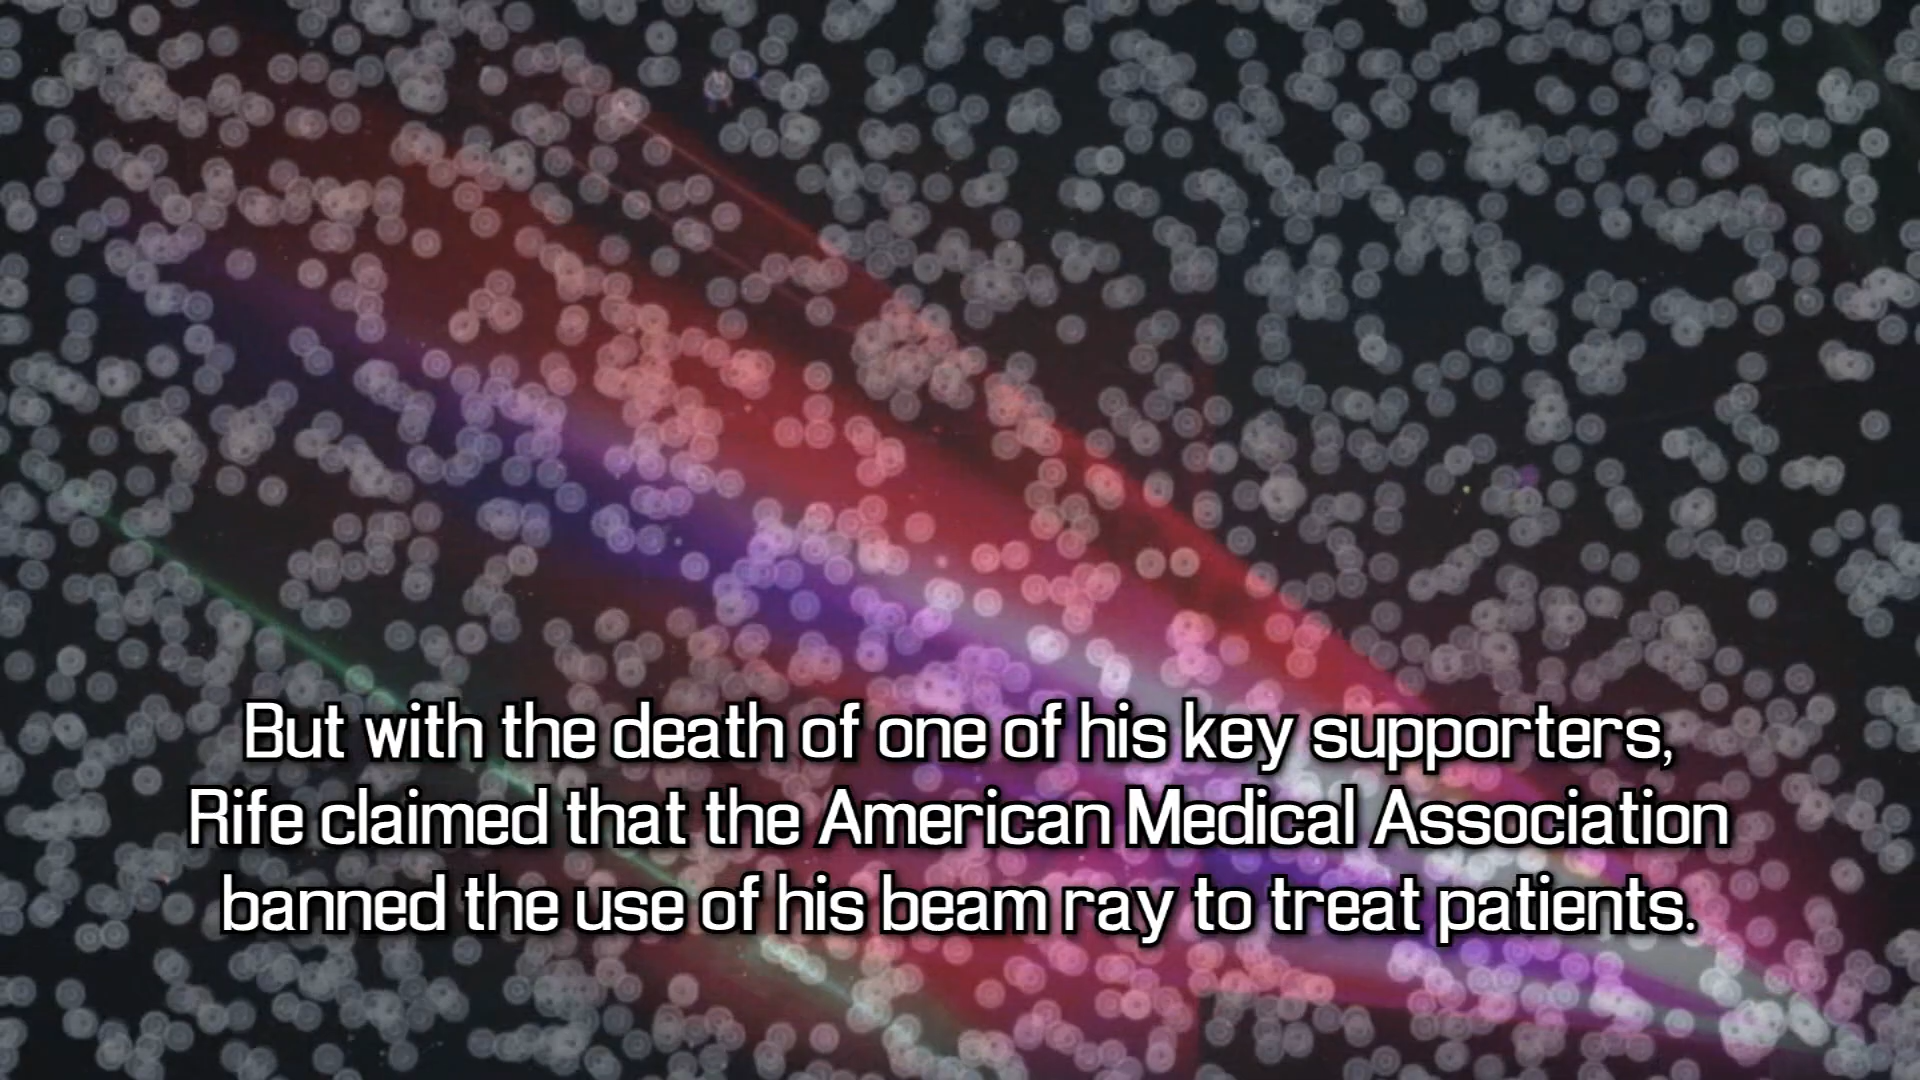 But with the death of one of his key supporters,
Rife claimed that the American Medical Association
banned the use of his beam ray to treat patients.